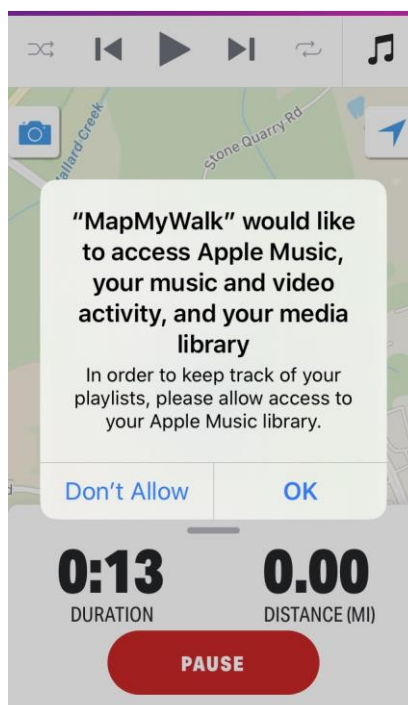 Stone Quarry Rd
allard Creek
“MapMyWalk” would like
to access Apple Music,
your music and video
activity, and your media
library
In order to keep track of your
playlists, please allow access to
your Apple Music library.
Don’t Allow
OK
0:13
0.00
DURATION
DISTANCE (MI)
PAUSE